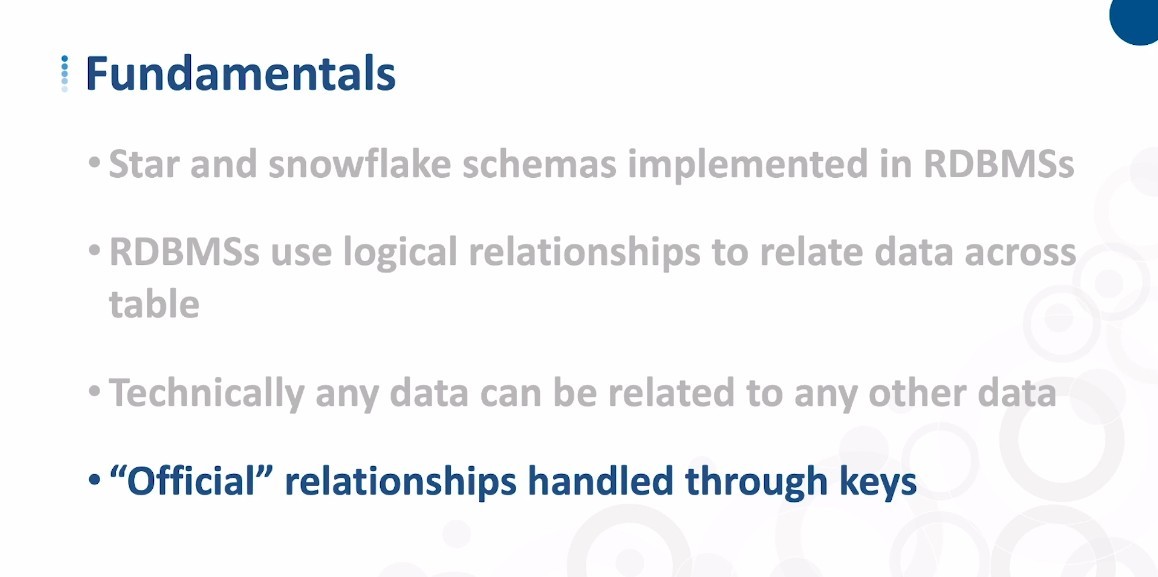 Fundamentals
• Star and snowflake schemas implemented in RDBMSs
• RDBMSs use logical relationships to relate data across
table
• Technically any data can be related to any other data
• “Official” relationships handled through keys